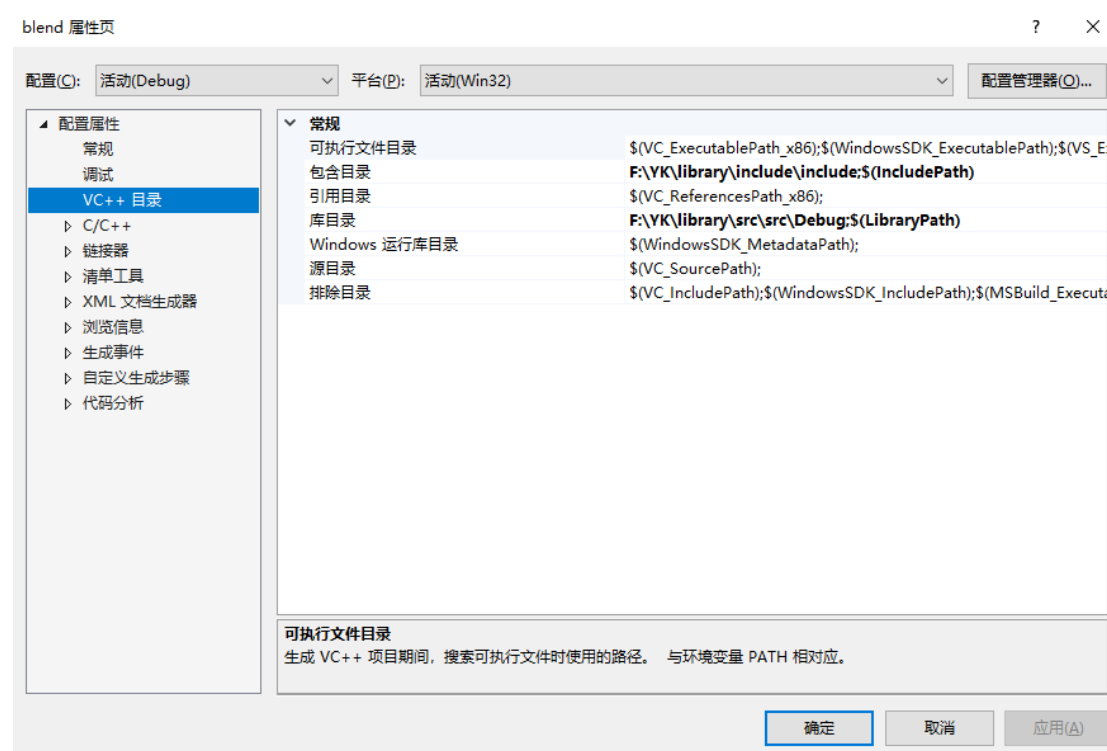 blend 属性页
? ×
配置(C): 活动(Debug) 平台(P): 活动(Win32) 配置管理器(O)...
配置属性
常规
调试
VC++ 目录
C/C++
链接器
清单工具
XML 文档生成器
浏览信息
生成事件
自定义生成步骤
代码分析
常规
可执行文件目录 $(VC_ExecutablePath_x86);$(WindowsSDK_ExecutablePath);$(VS_E
包含目录 F:\YK\library\include\include;$(IncludePath)
引用目录 $(VC_ReferencesPath_x86);
库目录 F:\YK\library\src\src\Debug;$(LibraryPath)
Windows 运行库目录 $(WindowsSDK_MetadataPath);
源目录 $(VC_SourcePath);
排除目录 $(VC_IncludePath);$(WindowsSDK_IncludePath);$(MSBuild_Executa
可执行文件目录
生成 VC++ 项目期间，搜索可执行文件时使用的路径。 与环境变量 PATH 相对应。
确定 取消 应用(A)